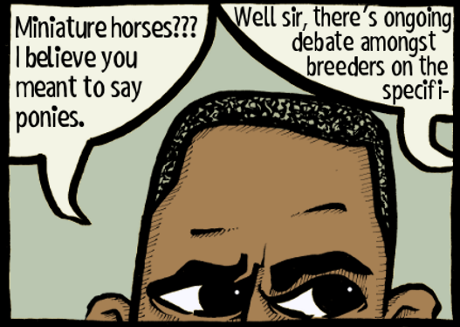 Miniature horses???
I believe you
meant to say
ponies.
Well sir, there's ongoing
debate amongst
breeders on the
specifi-